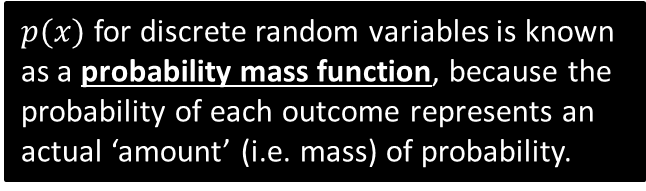 p(x) for discrete random variables is known
as a probability mass function, because the
probability of each outcome represents an
actual ‘amount’ (i.e. mass) of probability.